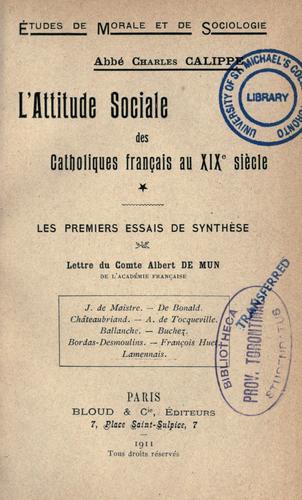 ÉTUDES DE MORALE ET DE SOCIOLOGIE
Abbé CHARLES CALIPPE
L'Attitude Sociale
des
Catholiques français au XIXe siècle
*
LES PREMIERS ESSAIS DE SYNTHÈSE
Lettre du Comte Albert DE MUN
DE L'ACADÉMIE FRANÇAISE
J. de Maistre. — De Bonald.
Châteaubriand. — A. de Tocqueville.
Ballanche. — Buchez.
Bordas-Desmoulins. — François Huet
Lamennais.
PARIS
BLOUD & Cie, ÉDITEURS
7, Place Saint-Sulpice, 7
1911
Tous droits réservés
UNIVERSITY OF ST. MICHAEL'S COLL
LIBRARY
TORONTO
TRANSFERRED
BIBLIOTHECA
PROV. TORONTI
STUDENTATUS